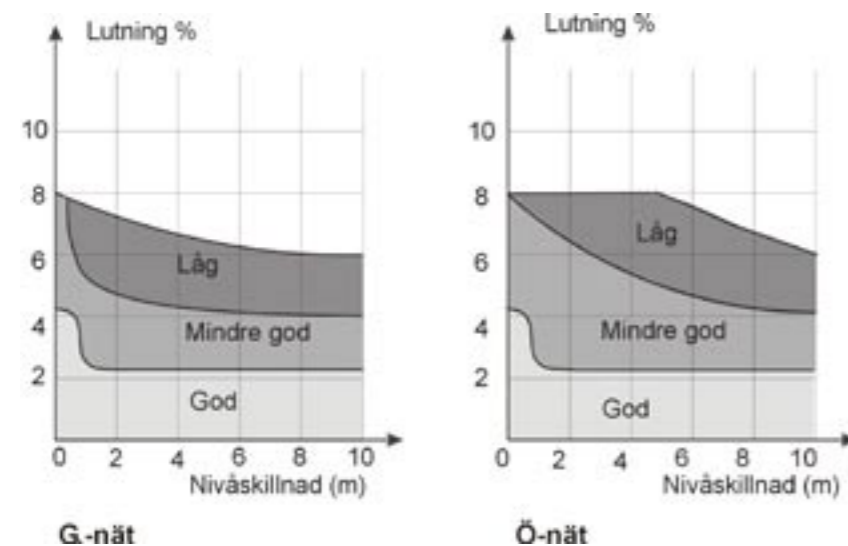 Lutning %
10
8
6
4
2
Låg
Mindre god
God
0 2 4 6 8 10
Nivåskillnad (m)
G.-nät
Lutning %
10
8
6
4
2
Låg
Mindre god
God
0 2 4 6 8 10
Nivåskillnad (m)
Ö-nät